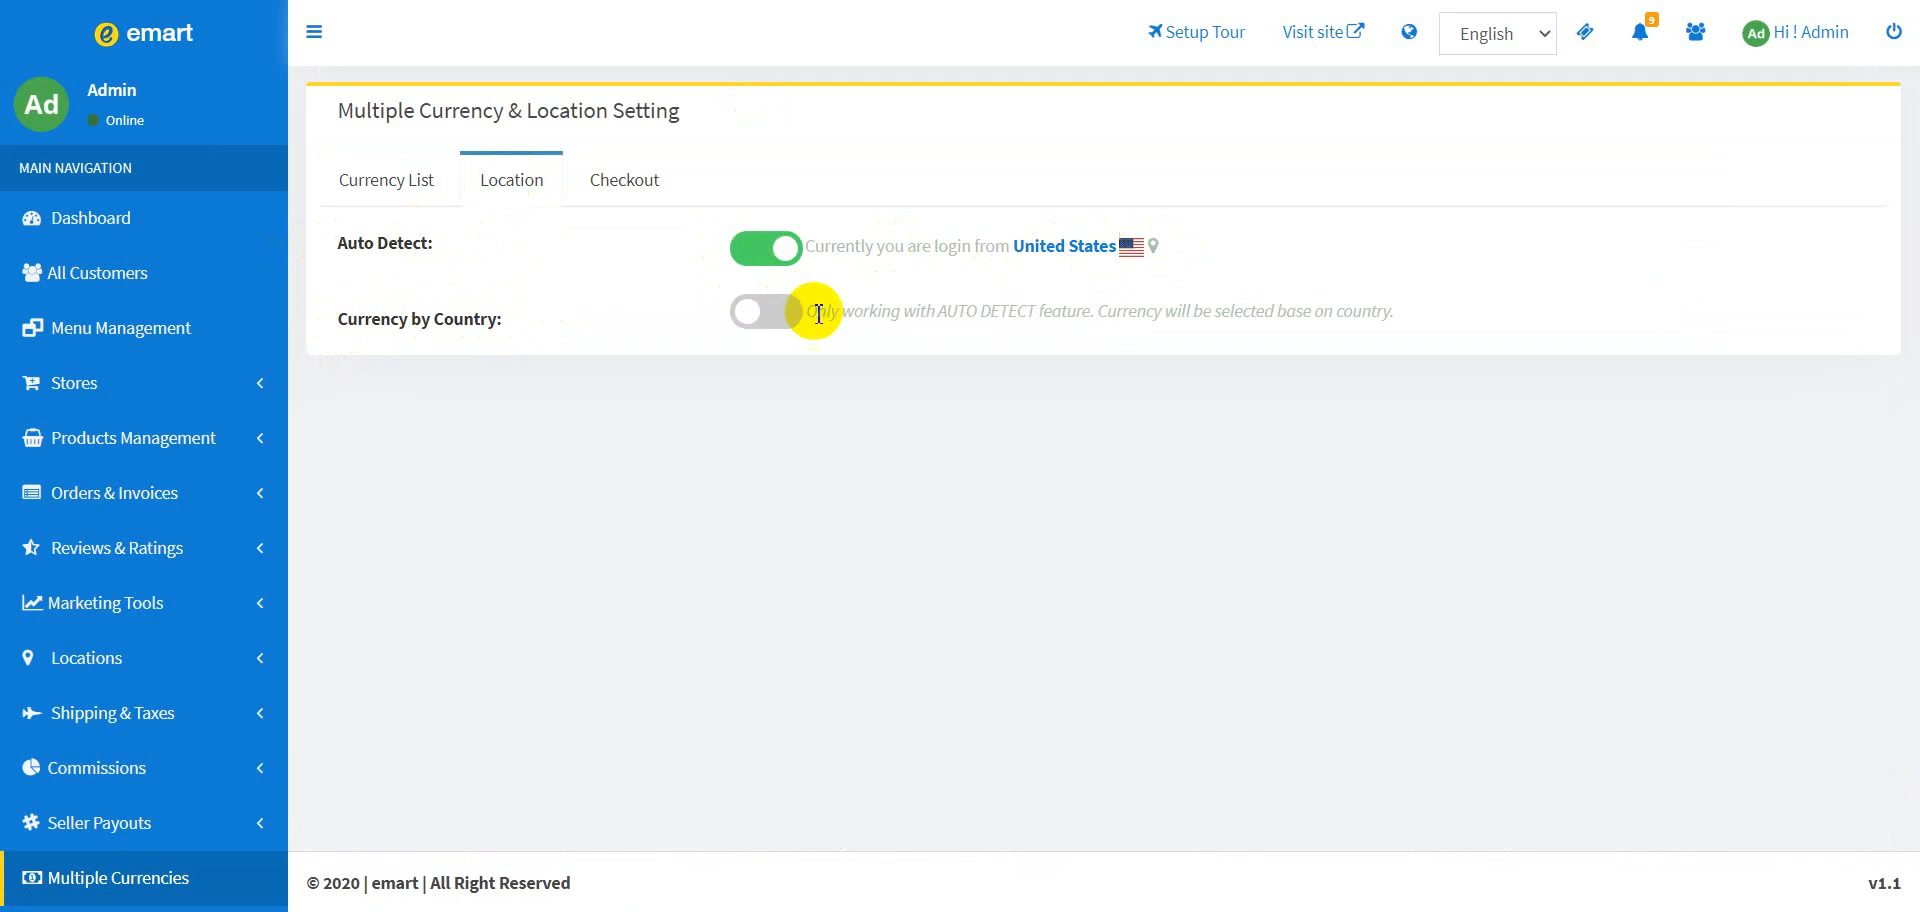 emart
Setup Tour
Visit site
English
9
Ad
Hi ! Admin
Ad
Admin
Online
MAIN NAVIGATION
Dashboard
All Customers
Menu Management
Stores
Products Management
Orders & Invoices
Reviews & Ratings
Marketing Tools
Locations
Shipping & Taxes
Commissions
Seller Payouts
Multiple Currencies
Multiple Currency & Location Setting
Currency List
Location
Checkout
Auto Detect:
Currently you are login from United States
Currency by Country:
Only working with AUTO DETECT feature. Currency will be selected base on country.
© 2020 | emart | All Right Reserved
v1.1